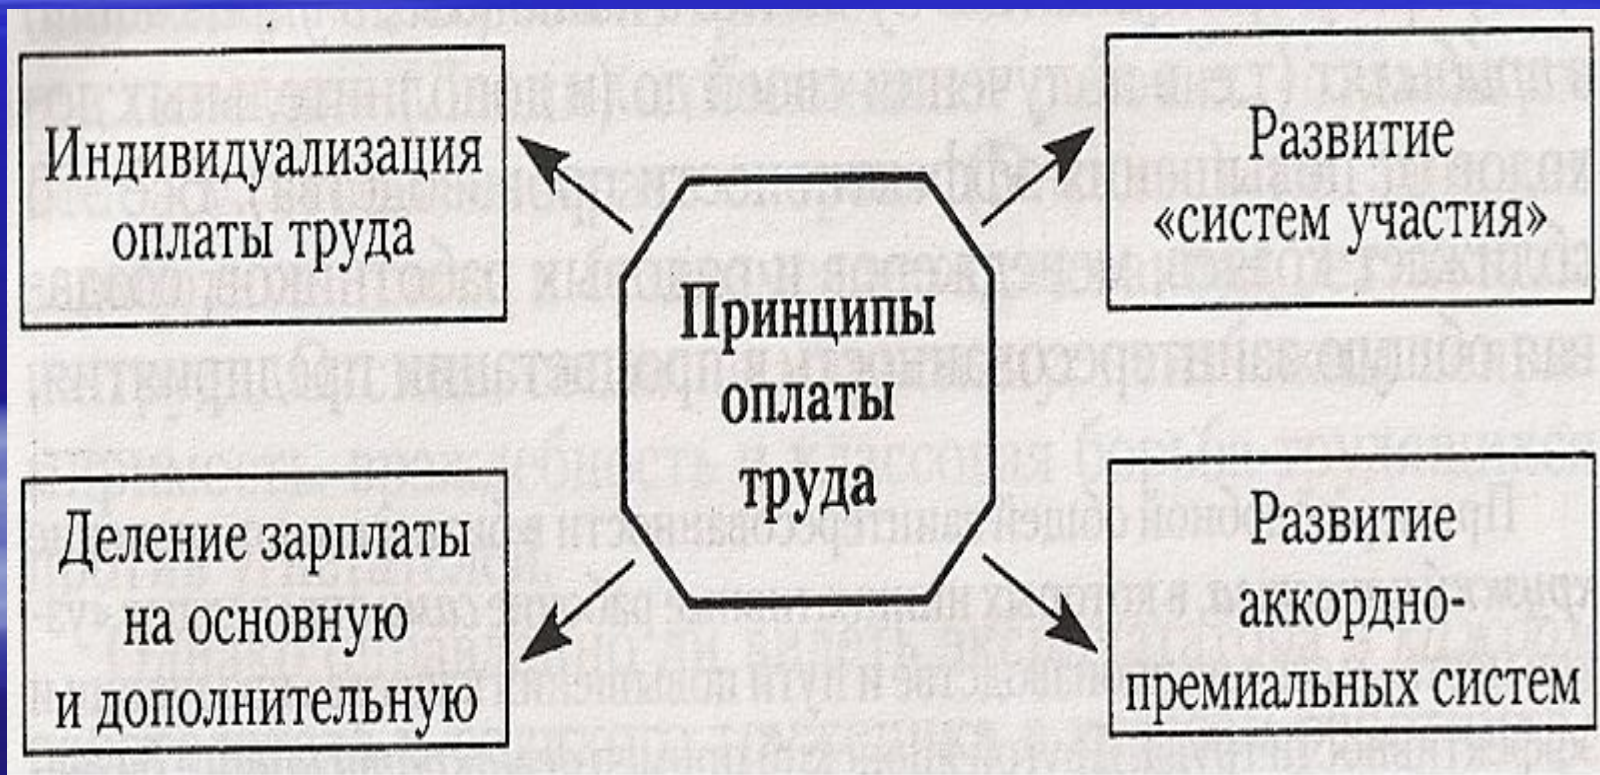 Индивидуализация
оплаты труда
Развитие
«систем участия»
Принципы
оплаты
труда
Деление зарплаты
на основную
и дополнительную
Развитие
аккордно-
премиальных систем